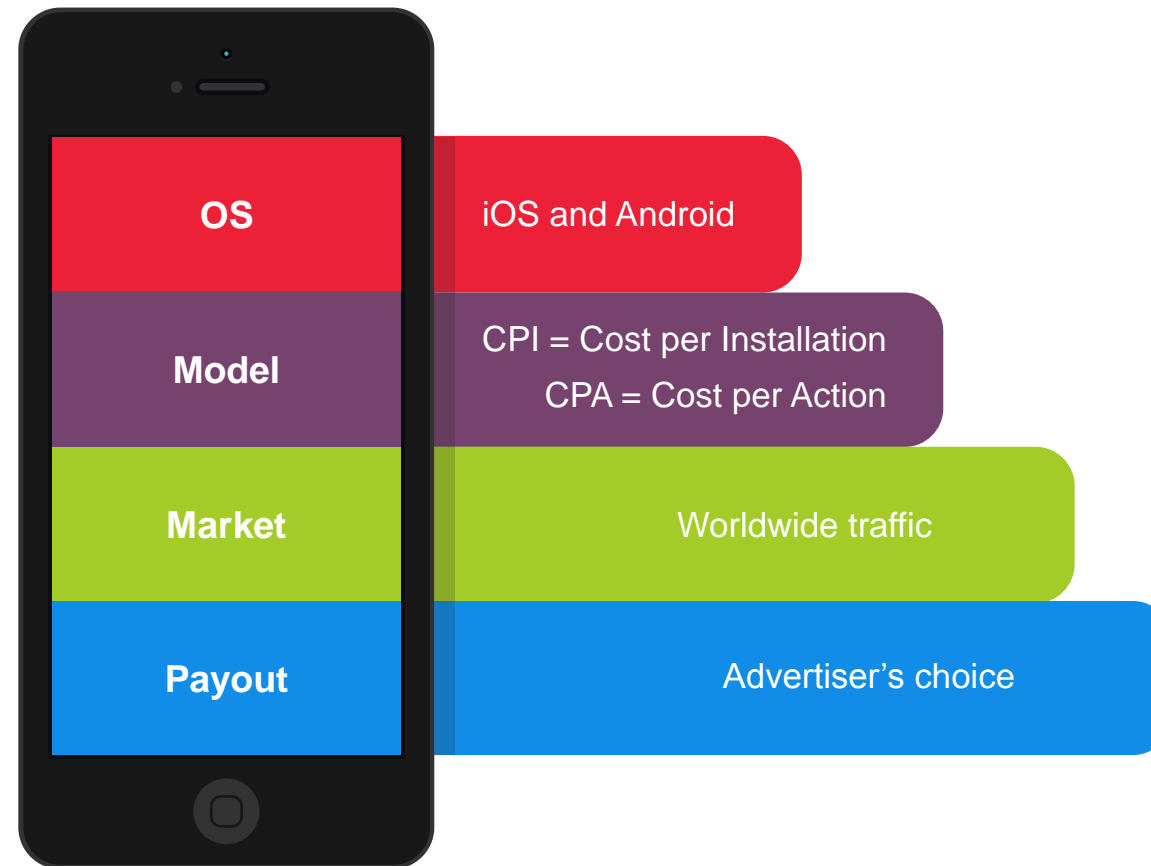 OS
iOS and Android
Model
CPI = Cost per Installation
CPA = Cost per Action
Market
Worldwide traffic
Payout
Advertiser’s choice